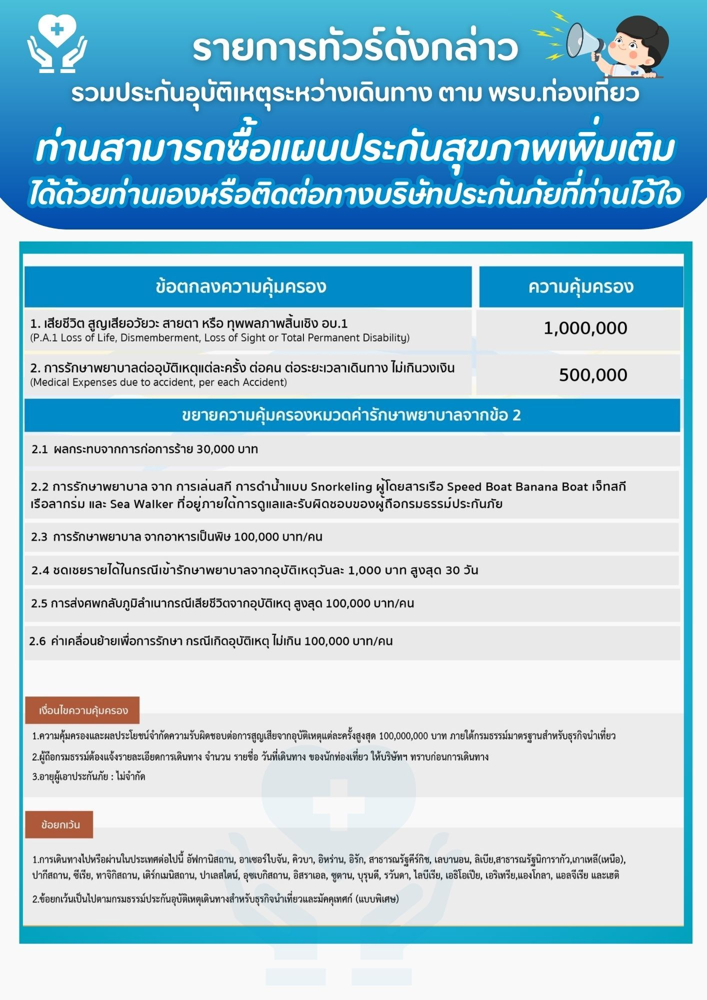 รายการทัวร์ดังกล่าว
รวมประกันอุบัติเหตุระหว่างเดินทาง ตาม พรบ.ท่องเที่ยว
ท่านสามารถซื้อแผนประกันสุขภาพเพิ่มเติม
ได้ด้วยท่านเองหรือติดต่อทางบริษัทประกันภัยที่ท่านไว้ใจ
ข้อตกลงความคุ้มครอง
ความคุ้มครอง
1. เสียชีวิต สูญเสียอวัยวะ สายตา หรือ ทุพพลภาพสิ้นเชิง อบ.1
(P.A.1 Loss of Life, Dismemberment, Loss of Sight or Total Permanent Disability)
1,000,000
2. การรักษาพยาบาลต่ออุบัติเหตุแต่ละครั้ง ต่อคน ต่อระยะเวลาเดินทาง ไม่เกินวงเงิน
(Medical Expenses due to accident, per each Accident)
500,000
ขยายความคุ้มครองหมวดค่ารักษาพยาบาลจากข้อ 2
2.1 ผลกระทบจากการก่อการร้าย 30,000 บาท
2.2 การรักษาพยาบาล จาก การเล่นสกี การดำน้ำแบบ Snorkeling ผู้โดยสารเรือ Speed Boat Banana Boat เจ็ทสกี
เรือลากร่ม และ Sea Walker ที่อยู่ภายใต้การดูแลและรับผิดชอบของผู้ถือกรมธรรม์ประกันภัย
2.3 การรักษาพยาบาล จากอาหารเป็นพิษ 100,000 บาท/คน
2.4 ชดเชยรายได้ในกรณีเข้ารักษาพยาบาลจากอุบัติเหตุวันละ 1,000 บาท สูงสุด 30 วัน
2.5 การส่งศพกลับภูมิลำเนากรณีเสียชีวิตจากอุบัติเหตุ สูงสุด 100,000 บาท/คน
2.6 ค่าเคลื่อนย้ายเพื่อการรักษา กรณีเกิดอุบัติเหตุ ไม่เกิน 100,000 บาท/คน
เงื่อนไขความคุ้มครอง
1.ความคุ้มครองและผลประโยชน์จำกัดความรับผิดชอบต่อการสูญเสียจากอุบัติเหตุแต่ละครั้งสูงสุด 100,000,000 บาท ภายใต้กรมธรรม์มาตรฐานสำหรับธุรกิจนำเที่ยว
2.ผู้ถือกรมธรรม์ต้องแจ้งรายละเอียดการเดินทาง จำนวน รายชื่อ วันที่เดินทาง ของนักท่องเที่ยว ให้บริษัทฯ ทราบก่อนการเดินทาง
3.อายุผู้เอาประกันภัย : ไม่จำกัด
ข้อยกเว้น
1.การเดินทางไปหรือผ่านในประเทศต่อไปนี้ อัฟกานิสถาน, อาเซอร์ไบจัน, คิวบา, อิหร่าน, อิรัก, สาธารณรัฐคีร์กิซ, เลบานอน, ลิเบีย,สาธารณรัฐนิการากัว,เกาหลี(เหนือ),
ปากีสถาน, ซีเรีย, ทาจิกิสถาน, เติร์กเมนิสถาน, ปาเลสไตน์, อุซเบกิสถาน, อิสราเอล, ซูดาน, บุรุนดี, รวันดา, ไลบีเรีย, เอธิโอเปีย, เอริเทรีย,แองโกลา, แอลจีเรีย และเฮติ
2.ข้อยกเว้นเป็นไปตามกรมธรรม์ประกันอุบัติเหตุเดินทางสำหรับธุรกิจนำเที่ยวและมัคคุเทศก์ (แบบพิเศษ)